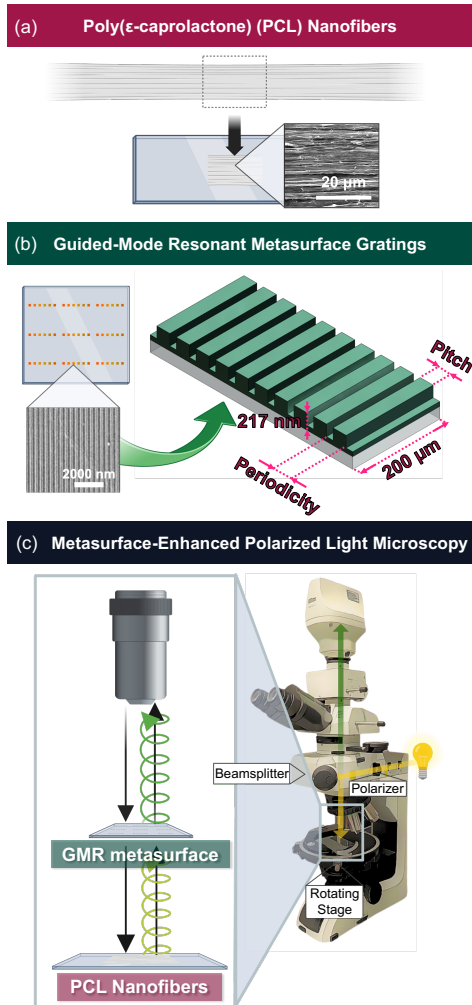 (a) Poly(ε-caprolactone) (PCL) Nanofibers
20 μm
(b) Guided-Mode Resonant Metasurface Gratings
Pitch
217 nm
2000 nm
200 μm
Periodicity
(c) Metasurface-Enhanced Polarized Light Microscopy
Beamsplitter
Polarizer
GMR metasurface
Rotating
Stage
PCL Nanofibers